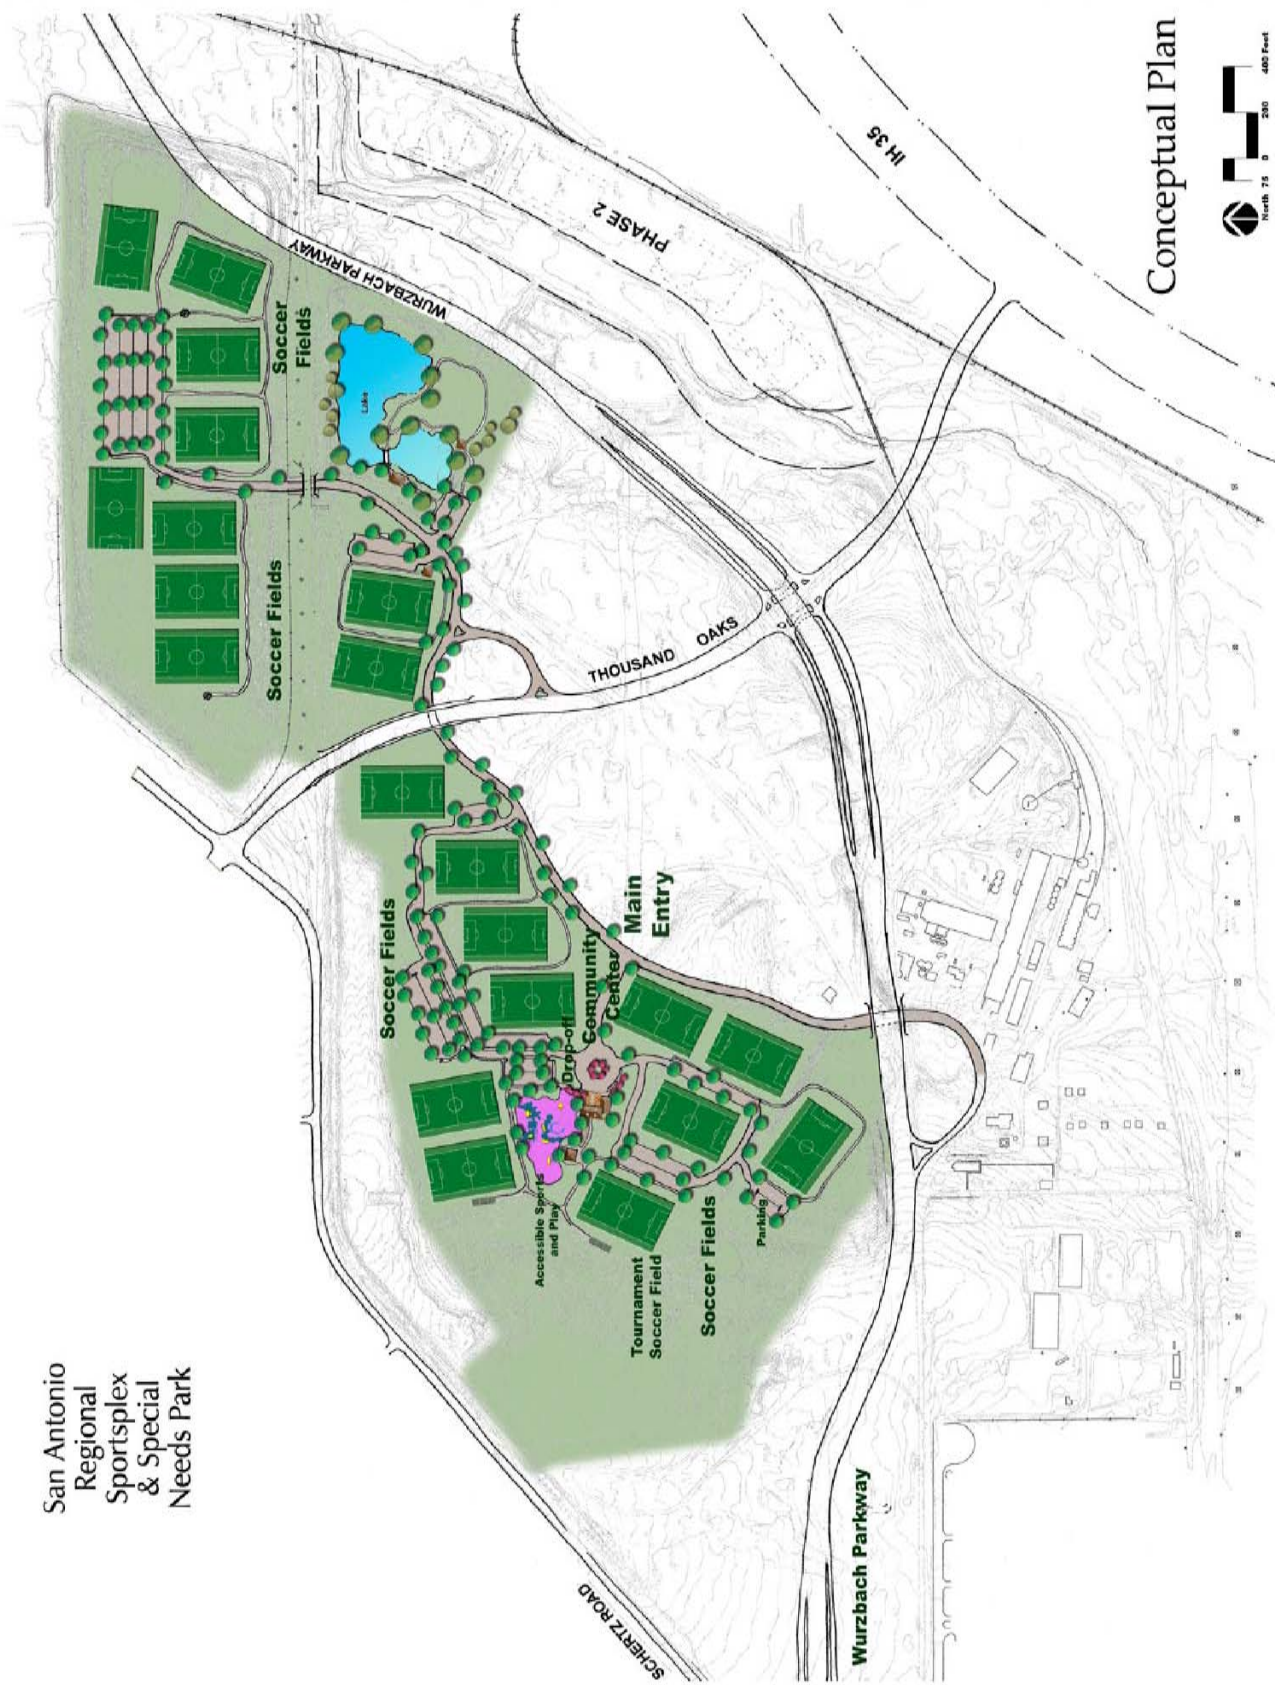 San Antonio
Regional
Sportsplex
& Special
Needs Park
Conceptual Plan
North 75 0 200 400 Feet
IH 35
PHASE 2
WURZBACH PARKWAY
Soccer
Fields
Lake
Soccer Fields
THOUSAND OAKS
Soccer Fields
Main
Entry
Community
Center
Drop-off
Accessible Sports
and Play
Tournament
Soccer Field
Soccer Fields
Parking
SCHERTZ ROAD
Wurzbach Parkway